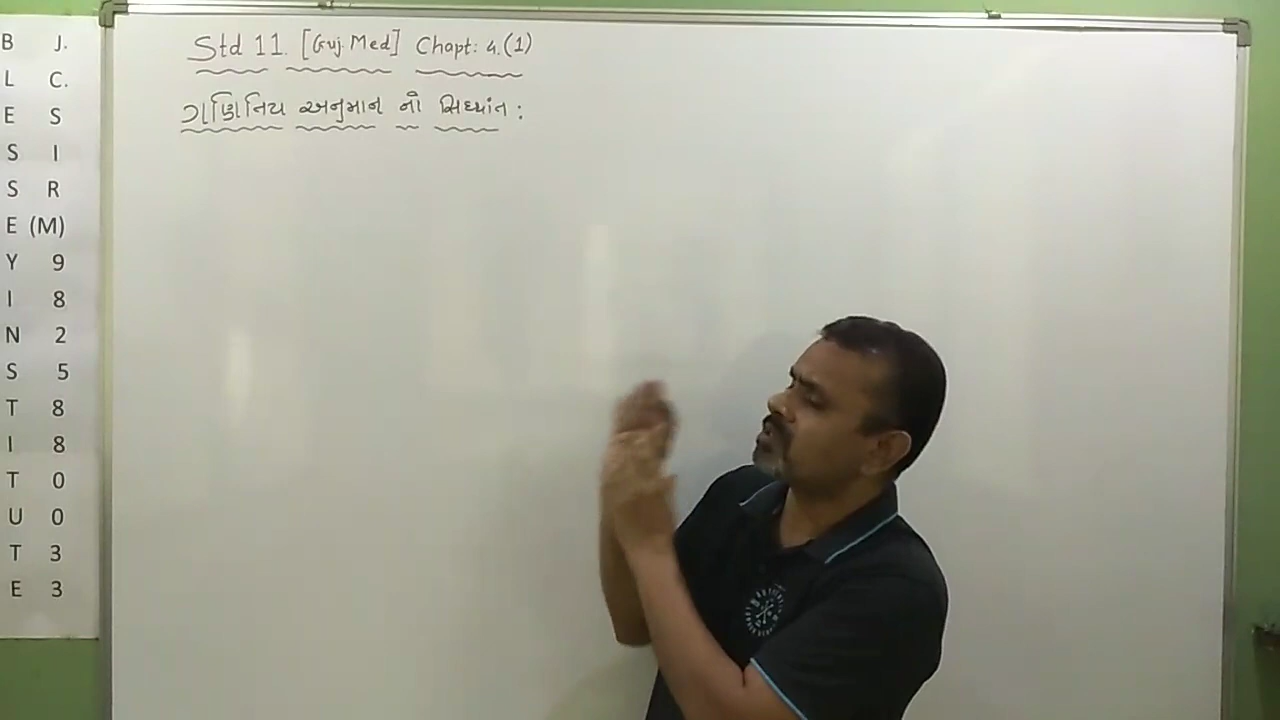 Std 11. [Guj. Med] Chapt: 4.(1)
ગાણિતિય અનુમાન નો સિધ્ધાંત :
B J.
L C.
E S
S I
S R
E (M)
Y 9
I 8
N 2
S 5
T 8
I 8
T 0
U 0
T 3
E 3